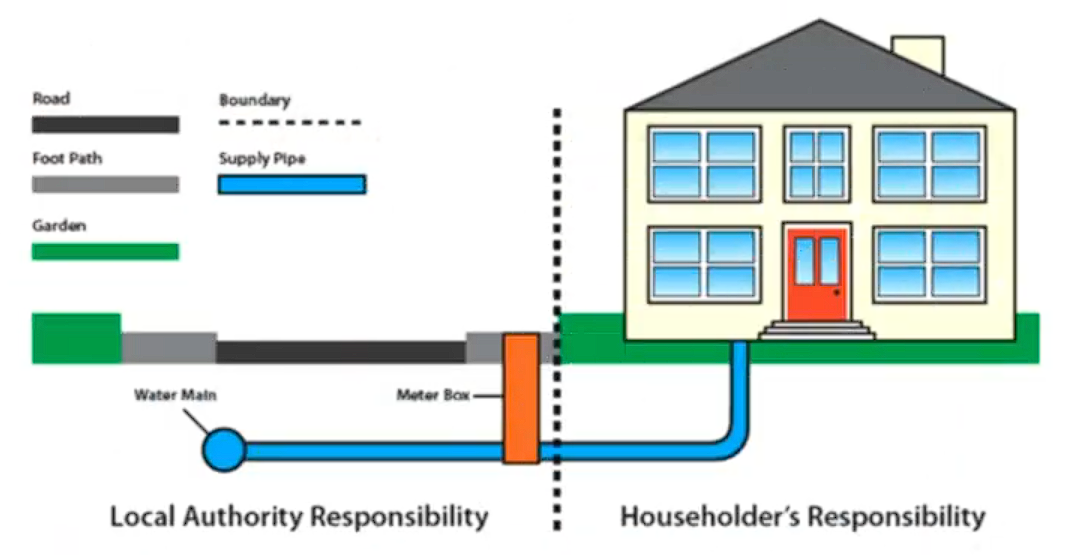 Road
Boundary
Foot Path
Supply Pipe
Garden
Water Main
Meter Box
Local Authority Responsibility
Householder's Responsibility